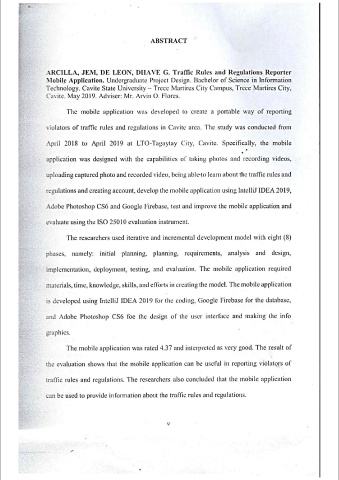 ABSTRACT
ARCILLA, JEM, DE LEON, DHAVE G. Traffic Rules and Regulations Reporter
Mobile Application. Undergraduate Project Design. Bachelor of Science in Information
Technology. Cavite State University – Trece Martires City Campus, Trece Martires City,
Cavite. May 2019. Adviser: Mr. Arvin O. Flores.
The mobile application was developed to create a portable way of reporting
violators of traffic rules and regulations in Cavite area. The study was conducted from
April 2018 to April 2019 at LTO-Tagaytay City, Cavite. Specifically, the mobile
application was designed with the capabilities of taking photos and recording videos,
uploading captured photo and recorded video, being able to learn about the traffic rules and
regulations and creating account, develop the mobile application using IntelliJ IDEA 2019,
Adobe Photoshop CS6 and Google Firebase, test and improve the mobile application and
evaluate using the ISO 25010 evaluation instrument.
The researchers used iterative and incremental development model with eight (8)
phases, namely: initial planning, planning, requirements, analysis and design,
implementation, deployment, testing, and evaluation. The mobile application required
materials, time, knowledge, skills, and efforts in creating the model. The mobile application
is developed using IntelliJ IDEA 2019 for the coding, Google Firebase for the database,
and Adobe Photoshop CS6 foe the design of the user interface and making the info
graphics.
The mobile application was rated 4.37 and interpreted as very good. The result of
the evaluation shows that the mobile application can be useful in reporting violators of
traffic rules and regulations. The researchers also concluded that the mobile application
can be used to provide information about the traffic rules and regulations.
v